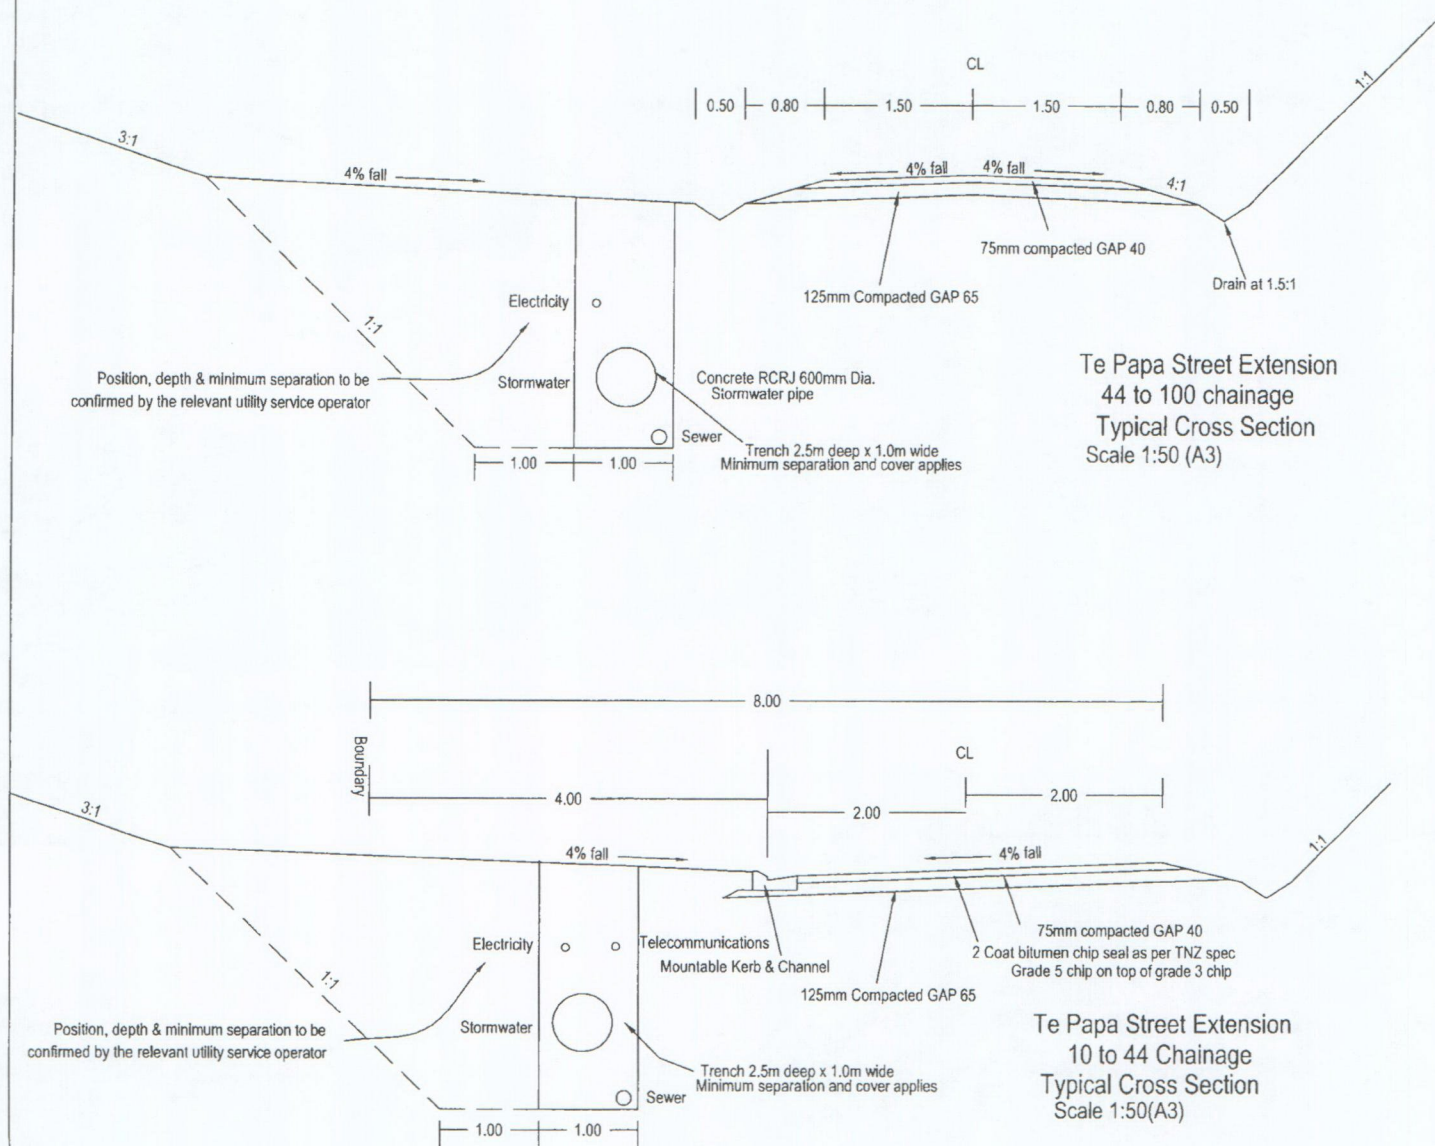 CL
0.50 0.80 1.50 1.50 0.80 0.50
1:1
3:1
4% fall
4% fall 4% fall
4:1
75mm compacted GAP 40
125mm Compacted GAP 65
Drain at 1.5:1
Electricity
1:1
Position, depth & minimum separation to be
confirmed by the relevant utility service operator
Stormwater
Concrete RCRJ 600mm Dia.
Stormwater pipe
Sewer
Trench 2.5m deep x 1.0m wide
Minimum separation and cover applies
1.00 1.00
Te Papa Street Extension
44 to 100 chainage
Typical Cross Section
Scale 1:50 (A3)
8.00
Boundary
CL
4.00
2.00
2.00
3:1
4% fall
4% fall
1:1
Electricity
Telecommunications
Mountable Kerb & Channel
75mm compacted GAP 40
2 Coat bitumen chip seal as per TNZ spec
Grade 5 chip on top of grade 3 chip
125mm Compacted GAP 65
1:1
Position, depth & minimum separation to be
confirmed by the relevant utility service operator
Stormwater
Trench 2.5m deep x 1.0m wide
Minimum separation and cover applies
Sewer
1.00 1.00
Te Papa Street Extension
10 to 44 Chainage
Typical Cross Section
Scale 1:50(A3)